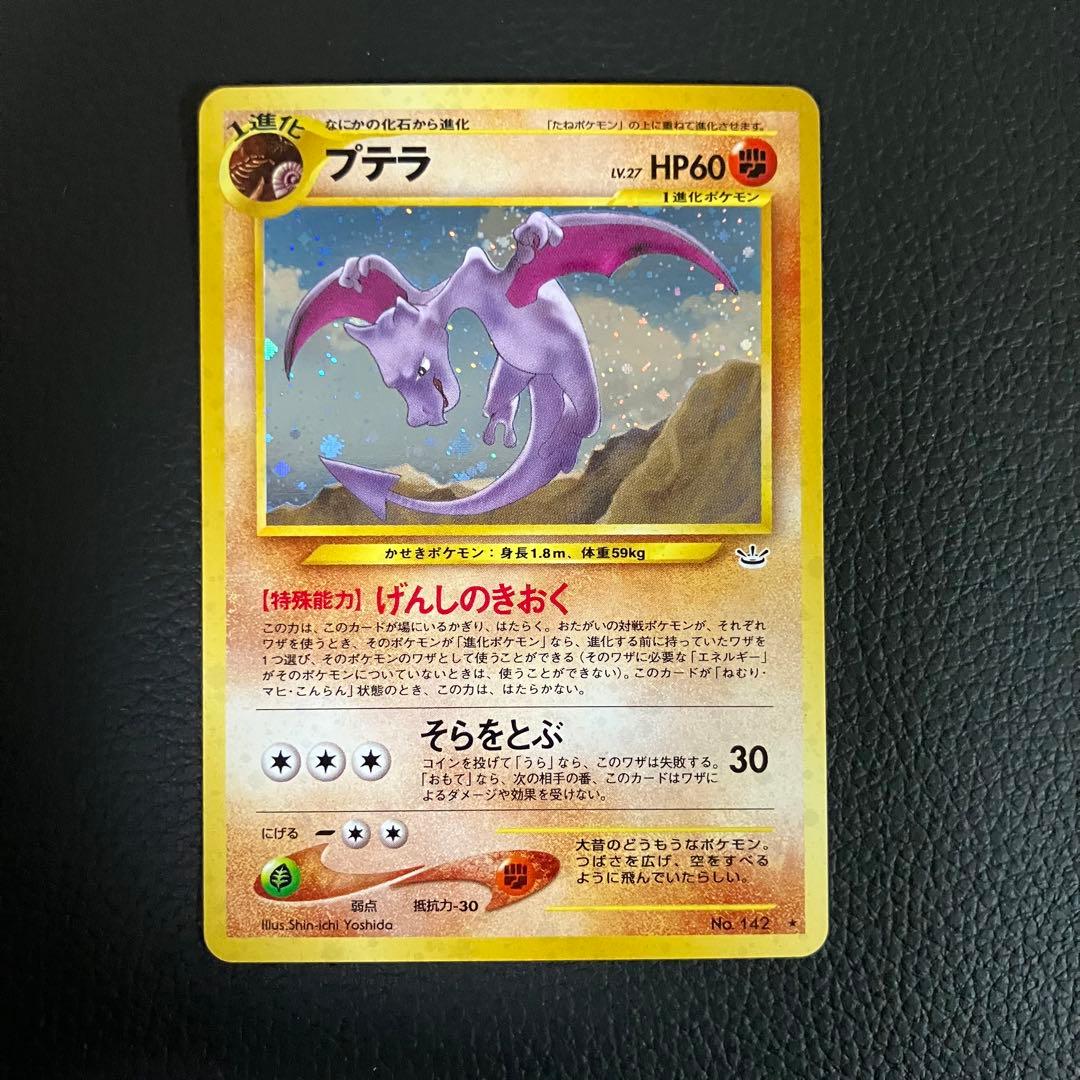 1進化
なにかの化石から進化
「たねポケモン」の上に重ねて進化させます。
プテラ
LV.27 HP60
1進化ポケモン
かせきポケモン：身長1.8m、体重59kg
【特殊能力】げんしのきおく
この力は、このカードが場にいるかぎり、はたらく。おたがいの対戦ポケモンが、それぞれ
ワザを使うとき、そのポケモンが「進化ポケモン」なら、進化する前に持っていたワザを
1つ選び、そのポケモンのワザとして使うことができる（そのワザに必要な「エネルギー」
がそのポケモンについていないときは、使うことができない）。このカードが「ねむり・
マヒ・こんらん」状態のとき、この力は、はたらかない。
そらをとぶ
コインを投げて「うら」なら、このワザは失敗する。
「おもて」なら、次の相手の番、このカードはワザに
よるダメージや効果を受けない。
30
にげる
弱点 抵抗力-30
大昔のどうもうなポケモン。
つばさを広げ、空をすべる
ように飛んでいたらしい。
Illus.Shin-ichi Yoshida
No. 142 ★